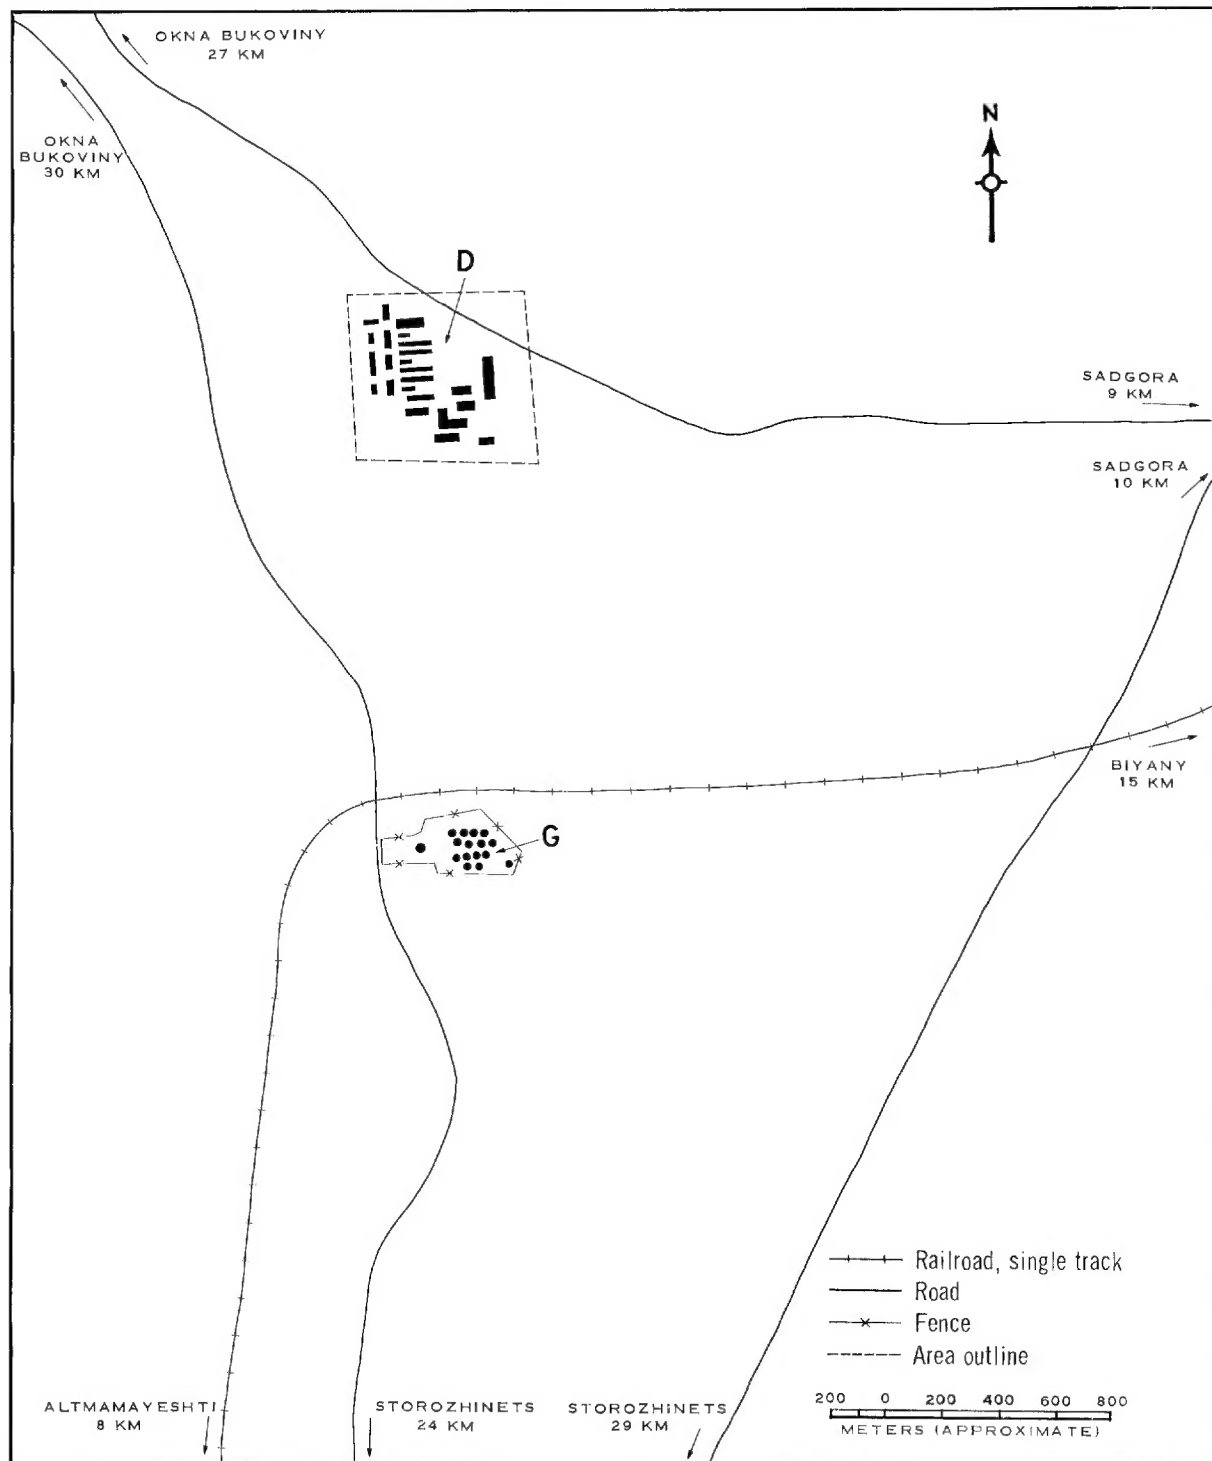 OKNA BUKOVINY
27 KM
OKNA
BUKOVINY
30 KM
N
D
SADGORA
9 KM
SADGORA
10 KM
BIYANY
15 KM
G
Railroad, single track
Road
Fence
Area outline
ALTMAMAYESHTI
8 KM
STOROZHINETS
24 KM
STOROZHINETS
29 KM
200 0 200 400 600 800
METERS (APPROXIMATE)